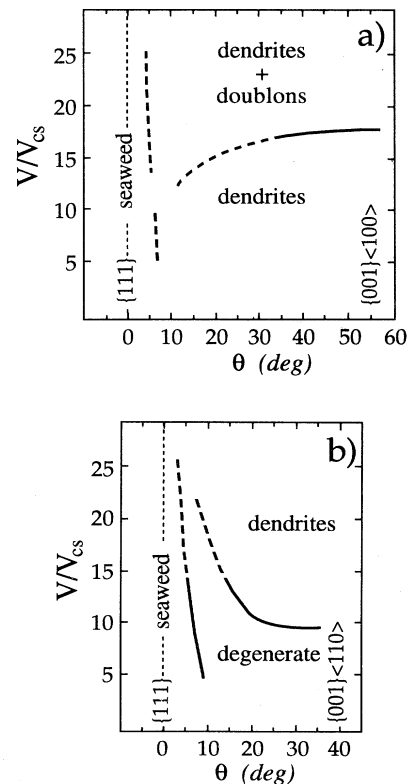 a)
25
20
15
10
5
V/Vcs
dendrites
+
doublons
dendrites
seaweed
{111}
{001}<100>
0 10 20 30 40 50 60
θ (deg)
b)
25
20
15
10
5
V/Vcs
dendrites
degenerate
seaweed
{111}
{001}<110>
0 10 20 30 40
θ (deg)